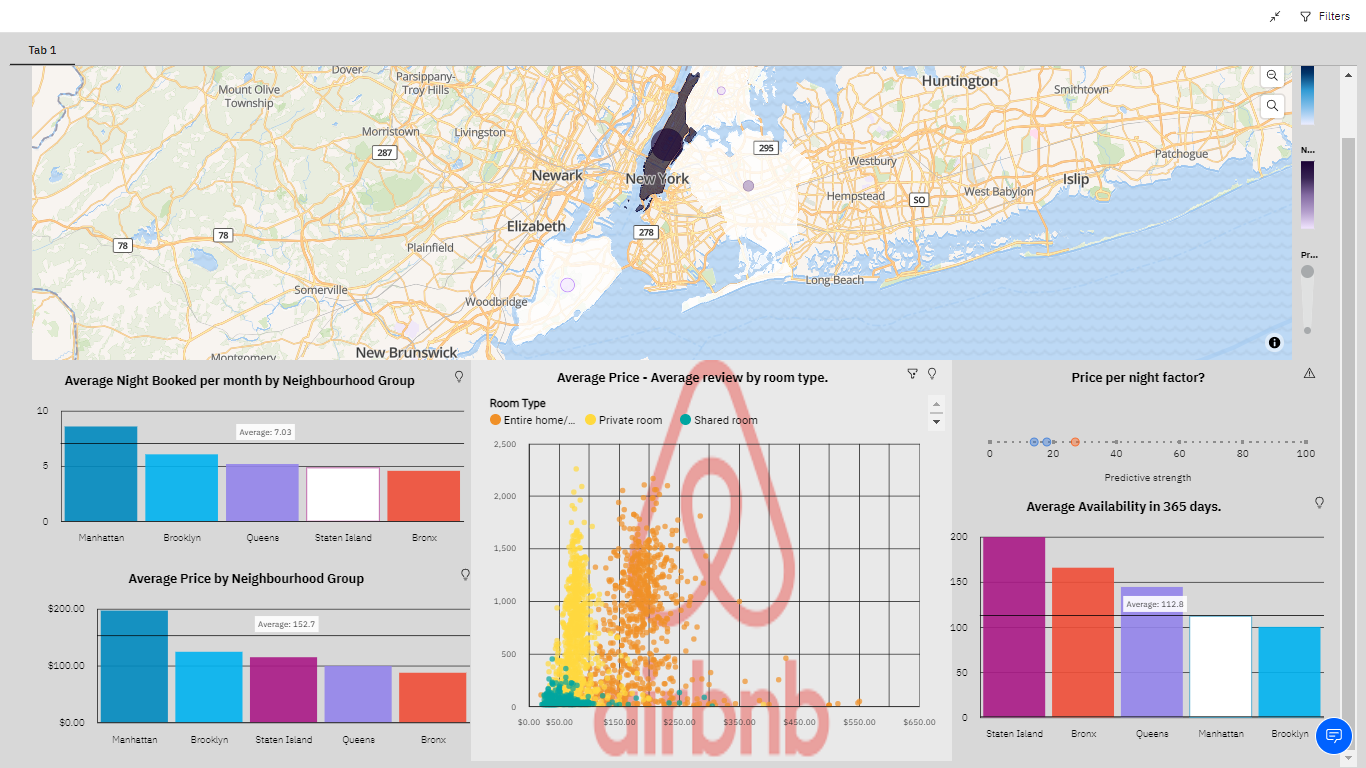 Filters
Tab 1
Dover
Parsippany-
Troy Hills
Mount Olive
Township
Huntington
Smithtown
Morristown
Livingston
287
295
N...
Westbury
Patchogue
Newark
New York
Hempstead
SO
West Babylon
Islip
Elizabeth
278
78
78
Plainfield
Pr...
Long Beach
Somerville
Woodbridge
Montgomery
New Brunswick
Average Night Booked per month by Neighbourhood Group
10
5
0
Average: 7.03
Manhattan Brooklyn Queens Staten Island Bronx
Average Price by Neighbourhood Group
$200.00
$100.00
$0.00
Average: 152.7
Manhattan Brooklyn Staten Island Queens Bronx
Average Price - Average review by room type.
Room Type
Entire home/... Private room Shared room
2,500
2,000
1,500
1,000
500
0
$0.00 $50.00 $150.00 $250.00 $350.00 $450.00 $550.00 $650.00
airbnb
Price per night factor?
0 20 40 60 80 100
Predictive strength
Average Availability in 365 days.
200
150
100
50
0
Average: 112.8
Staten Island Bronx Queens Manhattan Brooklyn